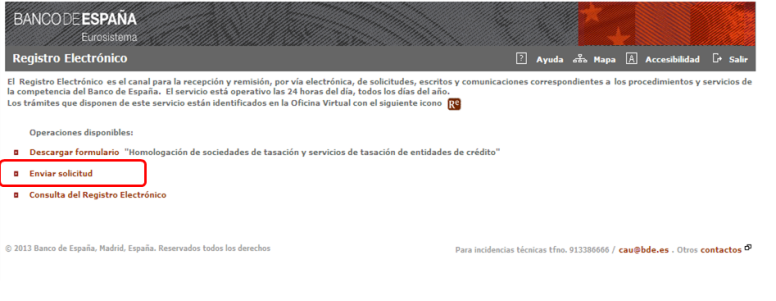 BANCO DE ESPAÑA
Eurosistema
Registro Electrónico
? Ayuda Mapa A Accesibilidad Salir
El Registro Electrónico es el canal para la recepción y remisión, por vía electrónica, de solicitudes, escritos y comunicaciones correspondientes a los procedimientos y servicios de
la competencia del Banco de España. El servicio está operativo las 24 horas del día, todos los días del año.
Los trámites que disponen de este servicio están identificados en la Oficina Virtual con el siguiente icono Re
Operaciones disponibles:
Descargar formulario "Homologación de sociedades de tasación y servicios de tasación de entidades de crédito"
Enviar solicitud
Consulta del Registro Electrónico
© 2013 Banco de España, Madrid, España. Reservados todos los derechos
Para incidencias técnicas tfno. 913386666 / cau@bde.es . Otros contactos